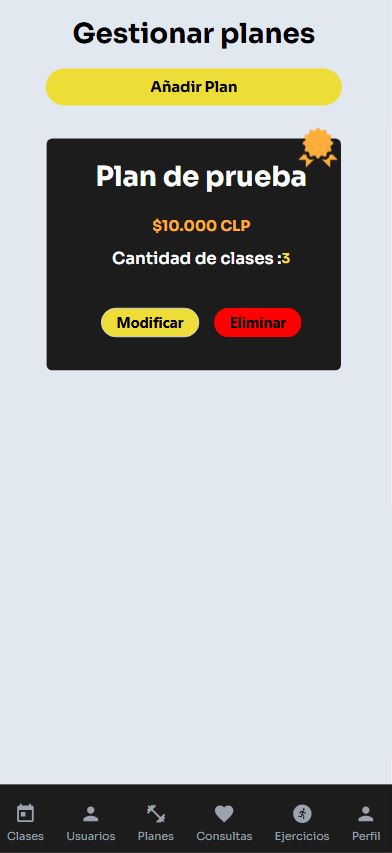 Gestionar planes
Añadir Plan
Plan de prueba
$10.000 CLP
Cantidad de clases :3
Modificar Eliminar
Clases Usuarios Planes Consultas Ejercicios Perfil